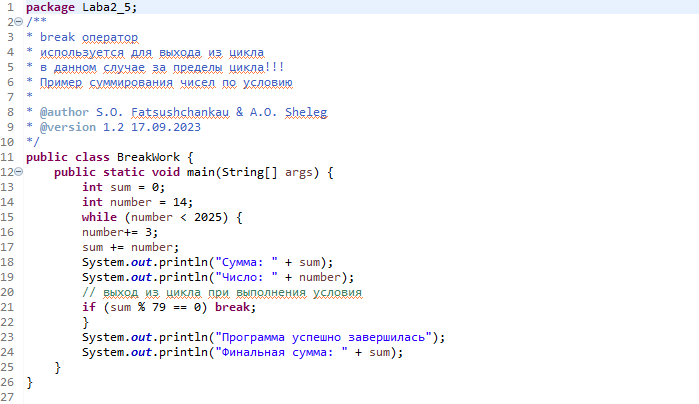 1 package Laba2_5;
2 /**
3 * break оператор
4 * используется для выхода из цикла
5 * в данном случае за пределы цикла!!!
6 * Пример суммирования чисел по условию
7 *
8 * @author S.O. Fatsushchankau & A.O. Sheleg
9 * @version 1.2 17.09.2023
10 */
11 public class BreakWork {
12 public static void main(String[] args) {
13 int sum = 0;
14 int number = 14;
15 while (number < 2025) {
16 number+= 3;
17 sum += number;
18 System.out.println("Сумма: " + sum);
19 System.out.println("Число: " + number);
20 // выход из цикла при выполнения условия
21 if (sum % 79 == 0) break;
22 }
23 System.out.println("Программа успешно завершилась");
24 System.out.println("Финальная сумма: " + sum);
25 }
26 }
27